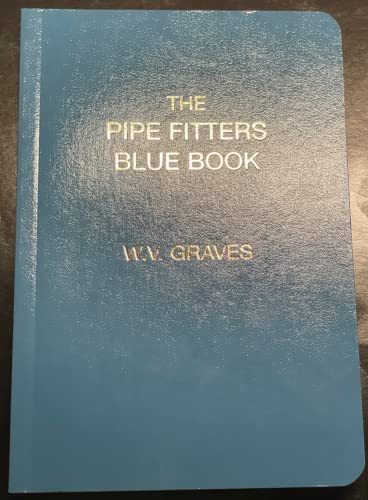 THE
PIPE FITTERS
BLUE BOOK
W.V. GRAVES